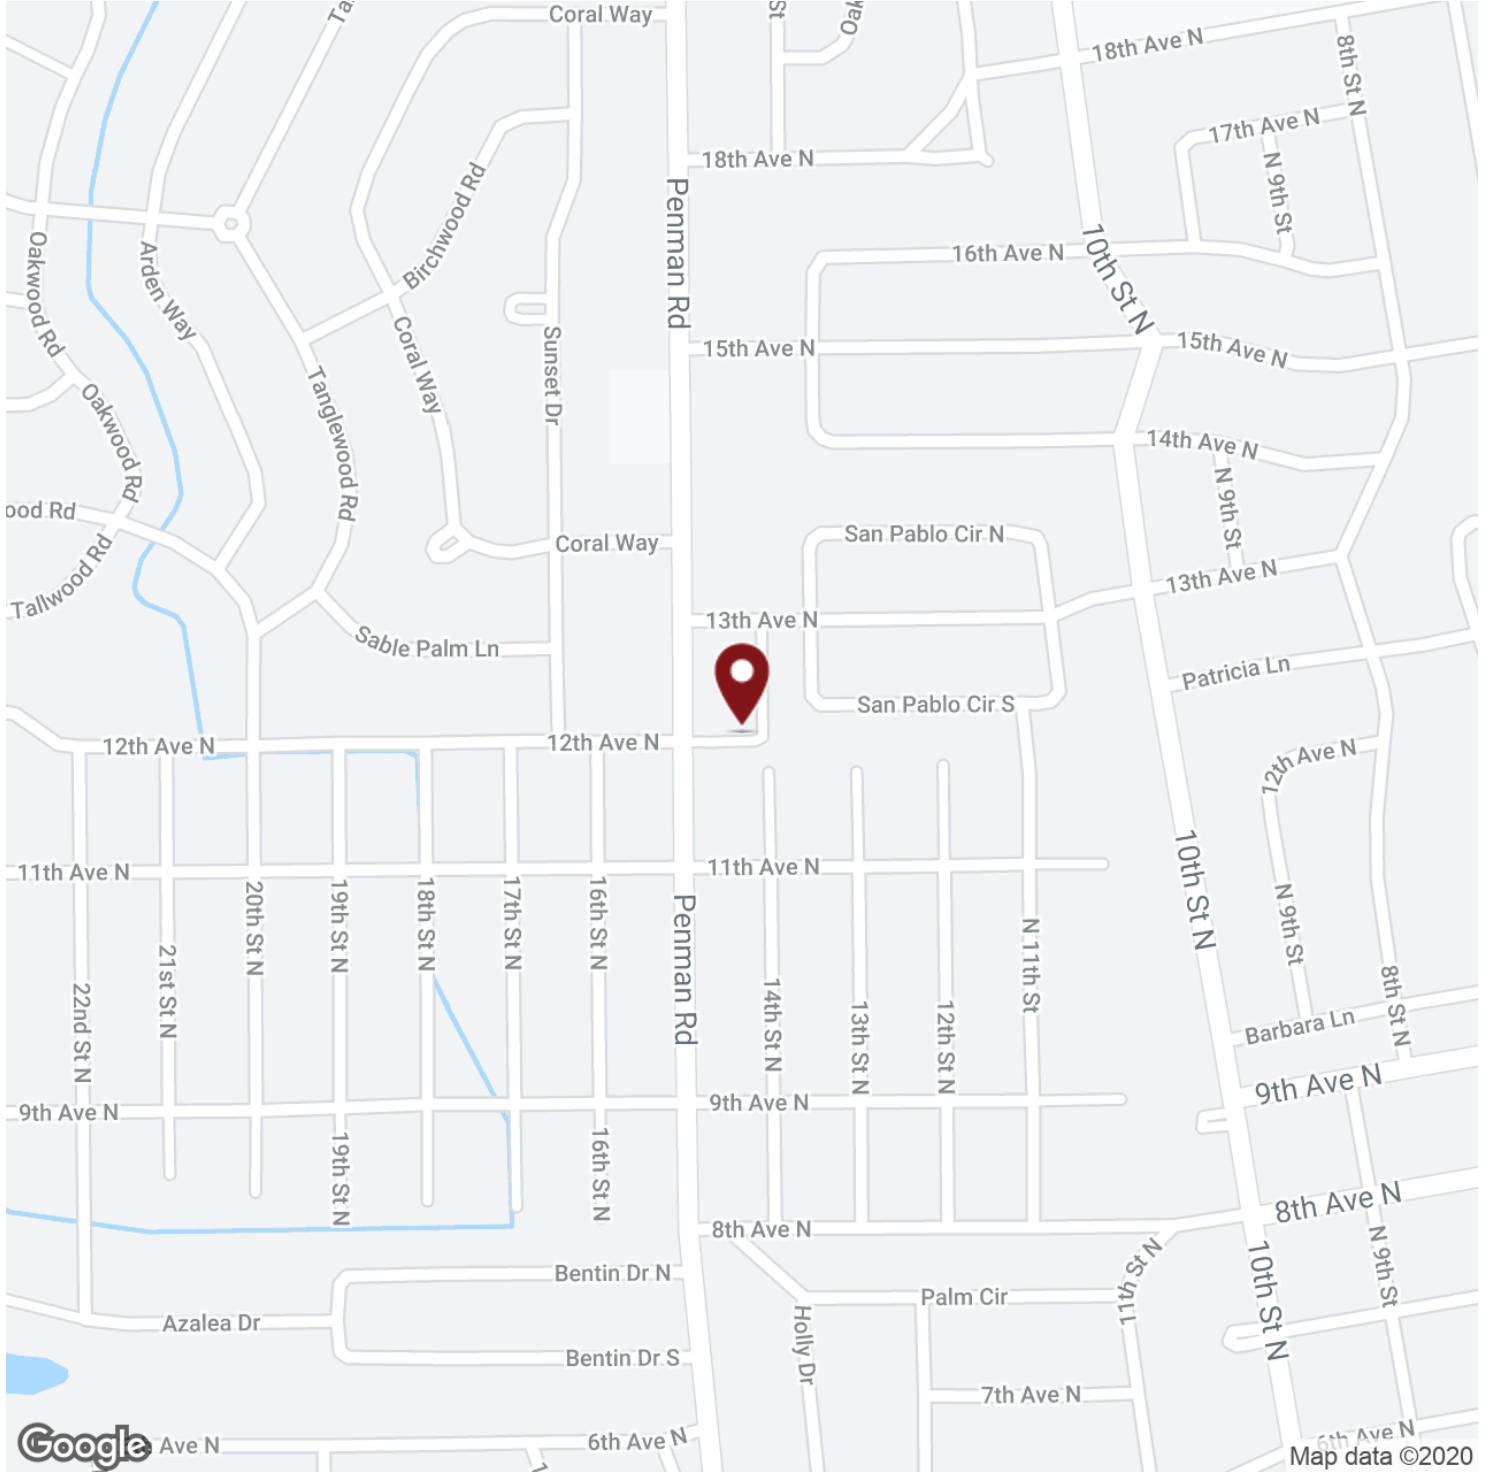 Coral Way
St
18th Ave N
8th St N
17th Ave N
18th Ave N
N 9th St
Birchwood Rd
Penman Rd
Oakwood Rd
Arden Way
16th Ave N
10th St N
Coral Way
Sunset Dr
15th Ave N
15th Ave N
Tanglewood Rd
Oakwood Rd
14th Ave N
N 9th St
ood Rd
Coral Way
San Pablo Cir N
Tallwood Rd
13th Ave N
13th Ave N
Sable Palm Ln
Patricia Ln
San Pablo Cir S
12th Ave N
12th Ave N
12th Ave N
11th Ave N
11th Ave N
10th St N
20th St N
19th St N
18th St N
17th St N
16th St N
Penman Rd
N 9th St
N 11th St
21st St N
22nd St N
14th St N
13th St N
12th St N
8th St N
Barbara Ln
9th Ave N
9th Ave N
9th Ave N
19th St N
16th St N
8th Ave N
8th Ave N
N 9th St
Bentin Dr N
11th St N
10th St N
Palm Cir
Azalea Dr
Holly Dr
Bentin Dr S
7th Ave N
6th Ave N
6th Ave N
Ave N
Google
Map data ©2020